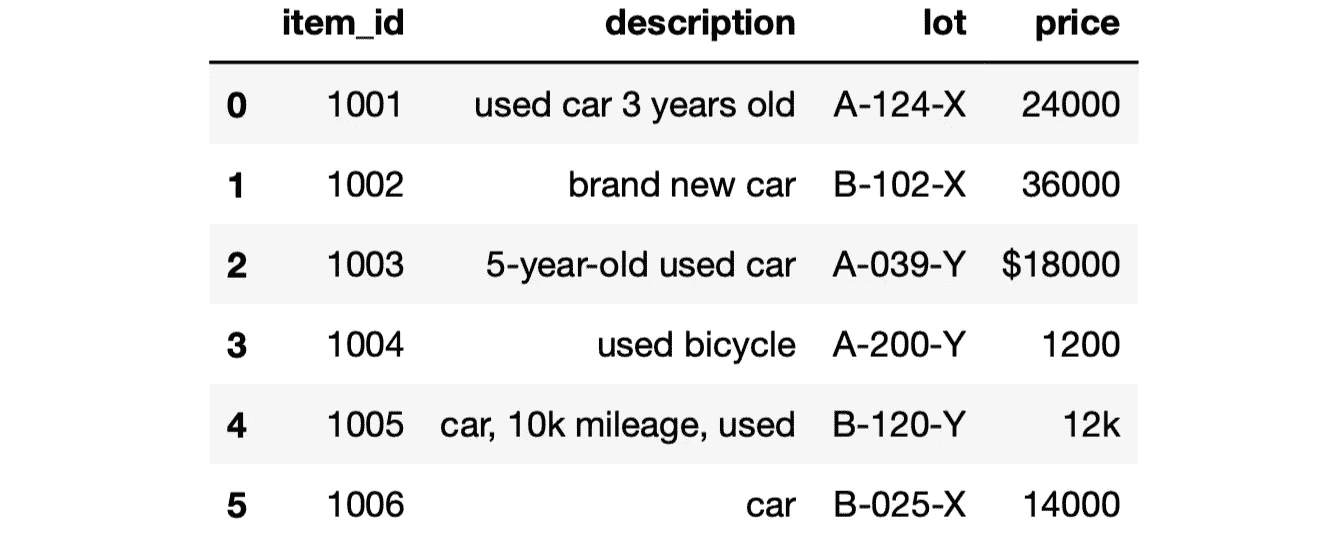 item_id description lot price
0 1001 used car 3 years old A-124-X 24000
1 1002 brand new car B-102-X 36000
2 1003 5-year-old used car A-039-Y $18000
3 1004 used bicycle A-200-Y 1200
4 1005 car, 10k mileage, used B-120-Y 12k
5 1006 car B-025-X 14000